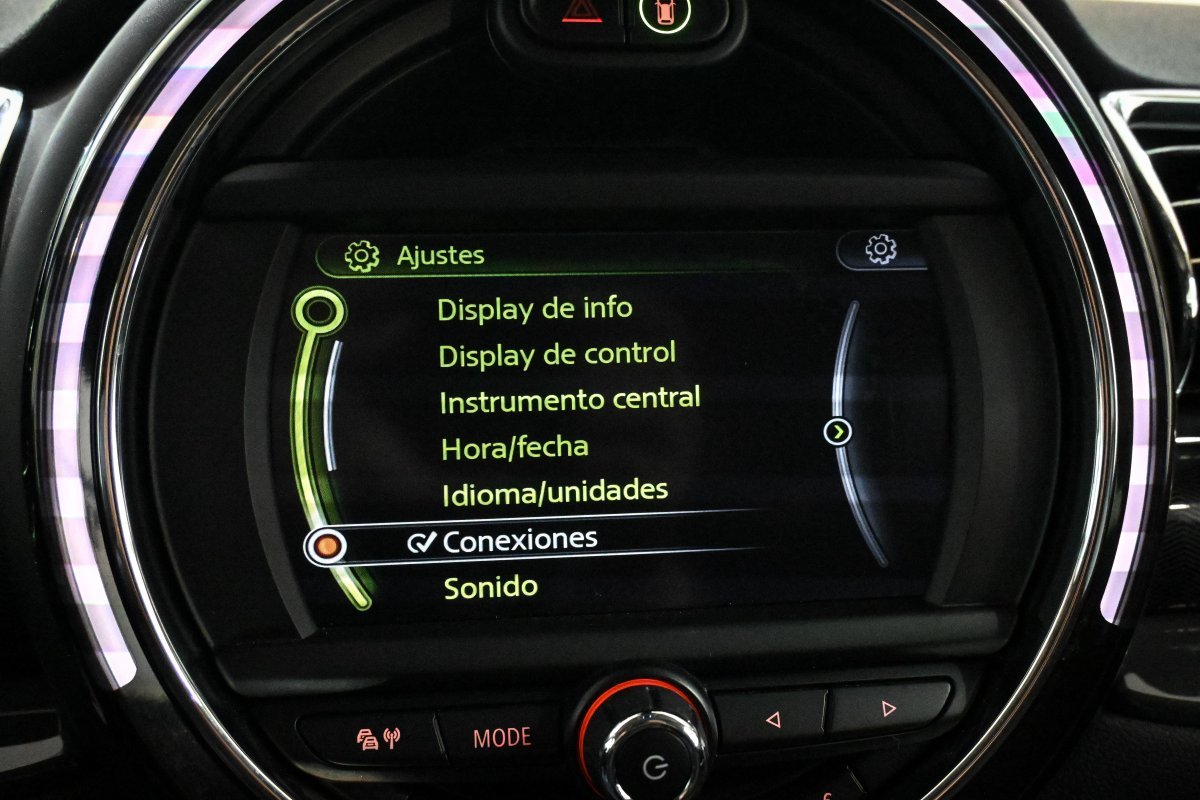 Ajustes
Display de info
Display de control
Instrumento central
Hora/fecha
Idioma/unidades
Conexiones
Sonido
MODE